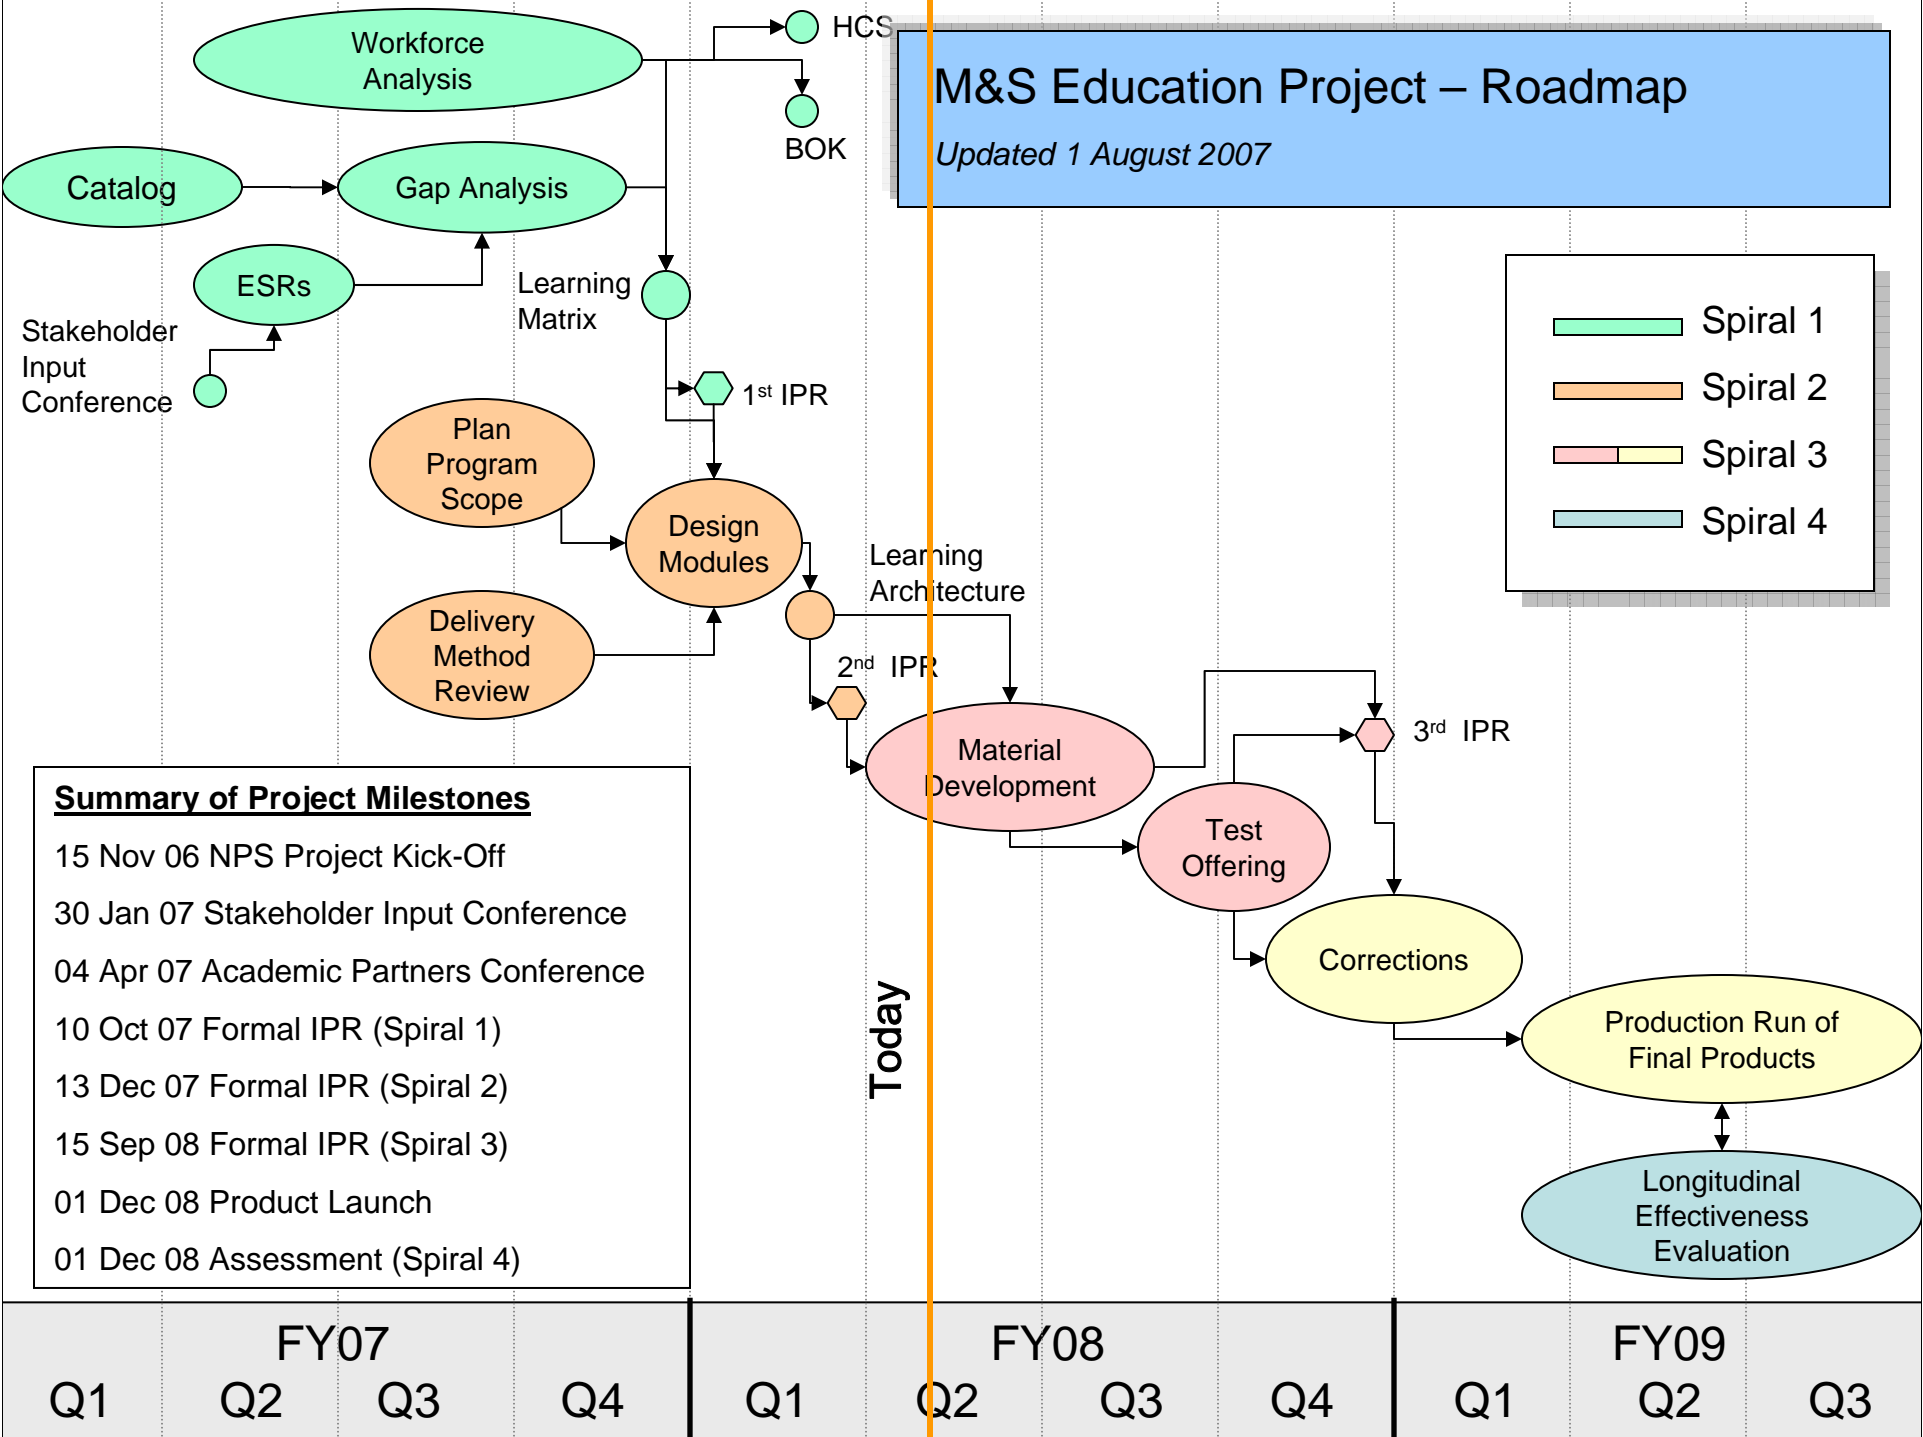 Workforce
Analysis
HCS
BOK
M&S Education Project – Roadmap
Updated 1 August 2007
Catalog
Gap Analysis
ESRs
Learning
Matrix
Stakeholder
Input
Conference
1st IPR
Spiral 1
Spiral 2
Spiral 3
Spiral 4
Plan
Program
Scope
Design
Modules
Learning
Architecture
Delivery
Method
Review
2nd IPR
Material
Development
3rd IPR
Test
Offering
Corrections
Production Run of
Final Products
Longitudinal
Effectiveness
Evaluation
Today
Summary of Project Milestones
15 Nov 06 NPS Project Kick-Off
30 Jan 07 Stakeholder Input Conference
04 Apr 07 Academic Partners Conference
10 Oct 07 Formal IPR (Spiral 1)
13 Dec 07 Formal IPR (Spiral 2)
15 Sep 08 Formal IPR (Spiral 3)
01 Dec 08 Product Launch
01 Dec 08 Assessment (Spiral 4)
FY07 FY08 FY09
Q1 Q2 Q3 Q4 Q1 Q2 Q3 Q4 Q1 Q2 Q3